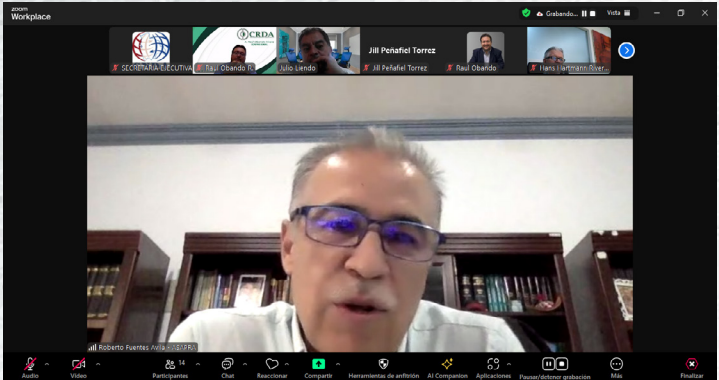 zoom
Workplace
Grabando...
Vista
SECRETARIA EJECUTIVA
CRDA
Raul Obando R.
Julio Liendo
Jill Peñafiel Torrez
Jill Peñafiel Torrez
Raul Obando
Hans Hartmann River...
Roberto Fuentes Avila - ASAPRA
Audio
Video
14
Participantes
Chat
Reaccionar
Compartir
Herramientas de anfitrión
AI Companion
Aplicaciones
Pausar/detener grabación
Más
Finalizar